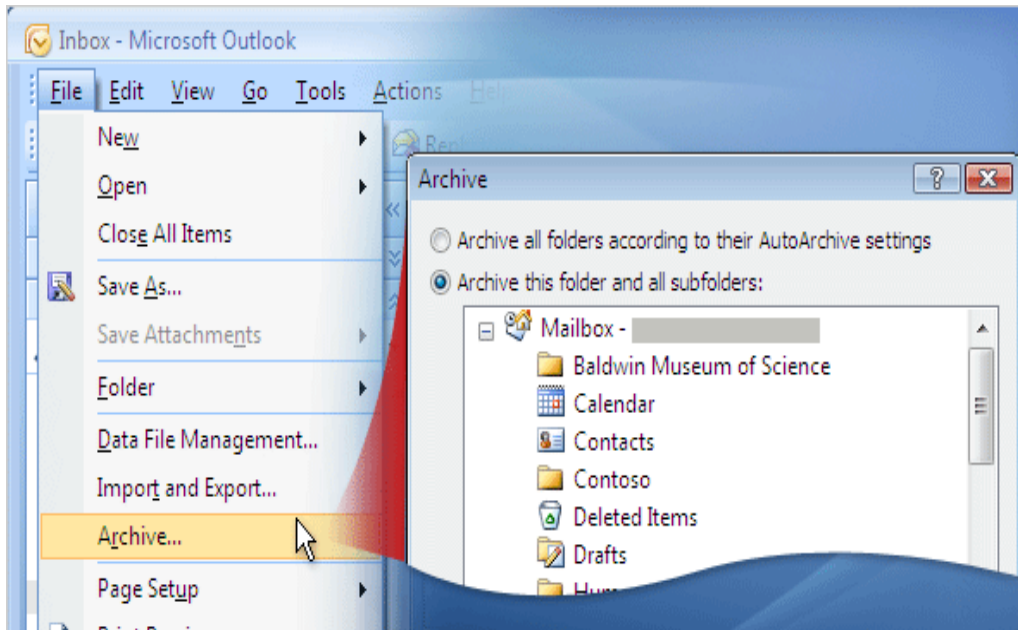 Inbox - Microsoft Outlook
File Edit View Go Tools Actions Help
New
Open
Close All Items
Save As...
Save Attachments
Folder
Data File Management...
Import and Export...
Archive...
Page Setup
Archive
Archive all folders according to their AutoArchive settings
Archive this folder and all subfolders:
Mailbox -
Baldwin Museum of Science
Calendar
Contacts
Contoso
Deleted Items
Drafts